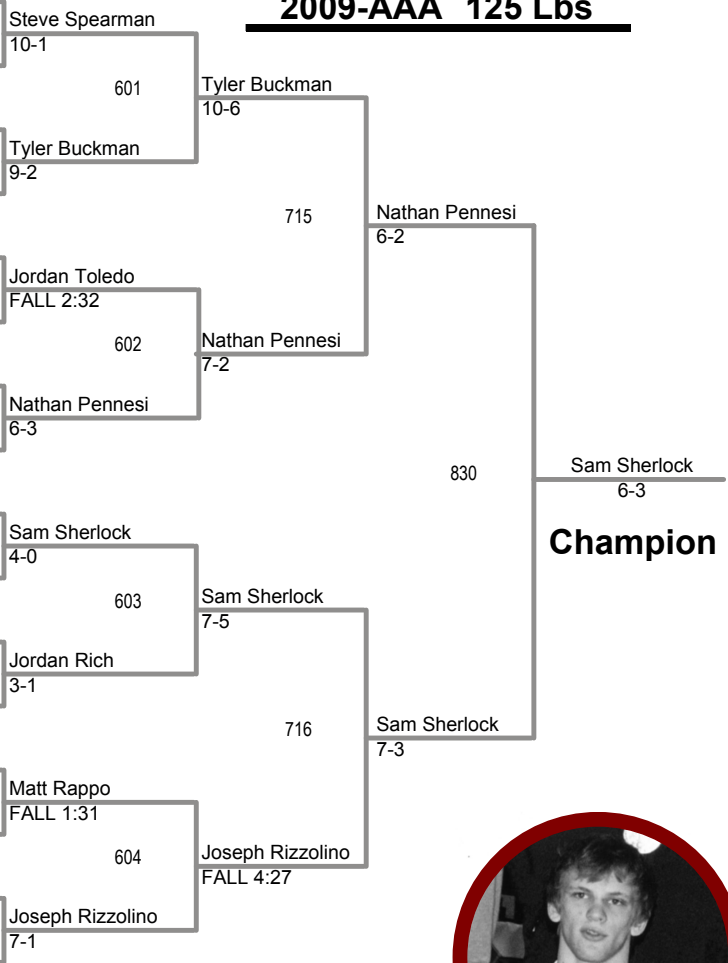 2009-AAA 125 Lbs
Steve Spearman
10-1
601
Tyler Buckman
10-6
Tyler Buckman
9-2
715
Nathan Pennesi
6-2
Jordan Toledo
FALL 2:32
602
Nathan Pennesi
7-2
Nathan Pennesi
6-3
830
Sam Sherlock
6-3
Champion
Sam Sherlock
4-0
603
Sam Sherlock
7-5
Jordan Rich
3-1
716
Sam Sherlock
7-3
Matt Rappo
FALL 1:31
604
Joseph Rizzolino
FALL 4:27
Joseph Rizzolino
7-1